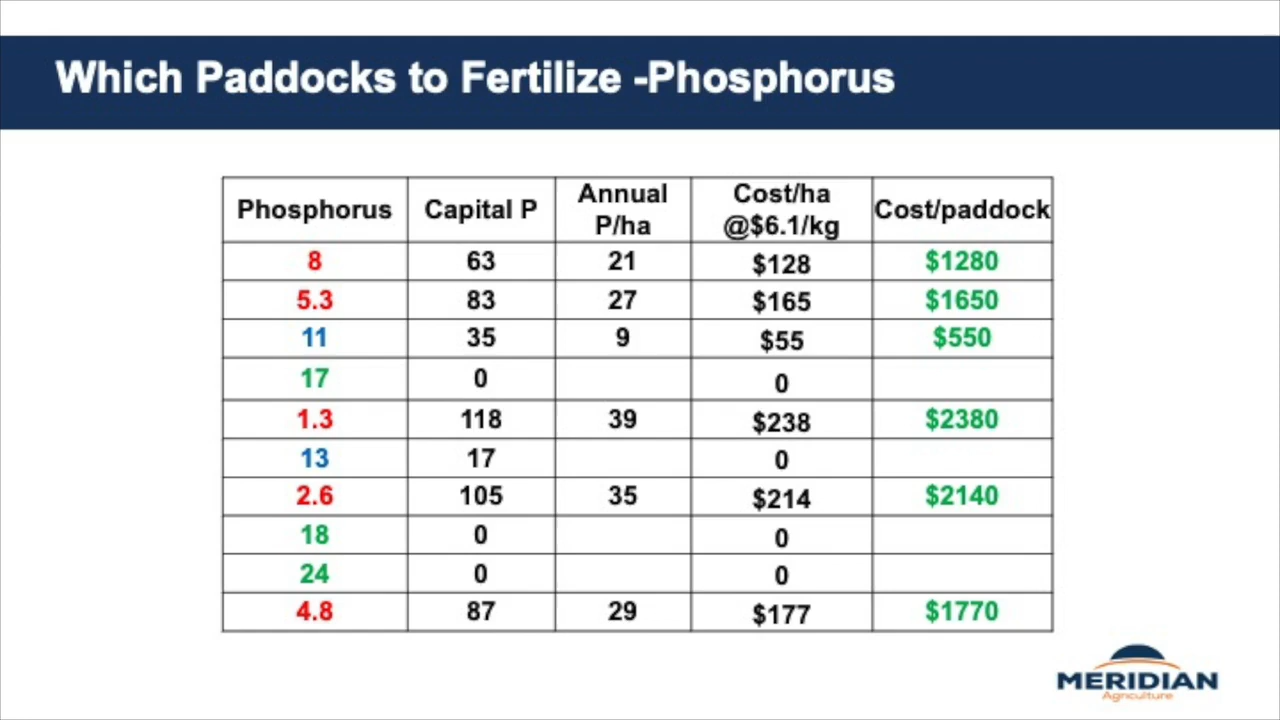 Which Paddocks to Fertilize -Phosphorus
Phosphorus Capital P Annual P/ha Cost/ha @$6.1/kg Cost/paddock
8 63 21 $128 $1280
5.3 83 27 $165 $1650
11 35 9 $55 $550
17 0 0
1.3 118 39 $238 $2380
13 17 0
2.6 105 35 $214 $2140
18 0 0
24 0 0
4.8 87 29 $177 $1770
MERIDIAN
Agriculture